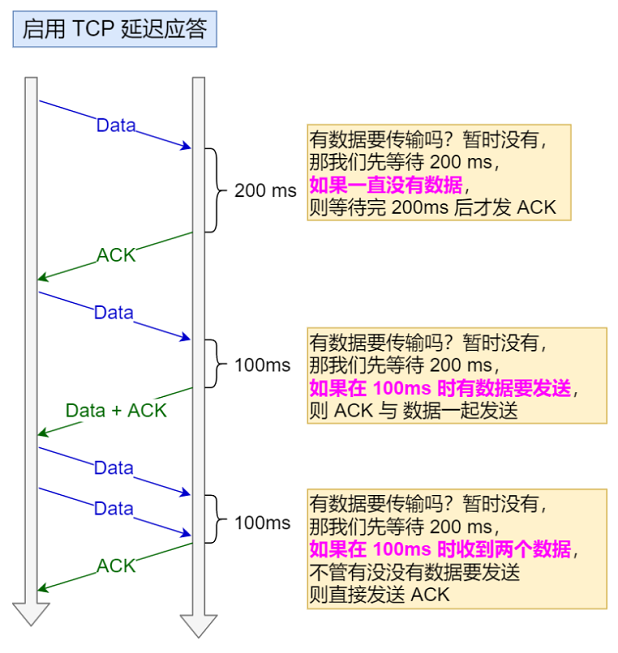 启用 TCP 延迟应答
Data
200 ms
有数据要传输吗？暂时没有，
那我们先等待 200 ms，
如果一直没有数据，
则等待完 200ms 后才发 ACK
ACK
Data
100ms
有数据要传输吗？暂时没有，
那我们先等待 200 ms，
如果在 100ms 时有数据要发送，
则 ACK 与 数据一起发送
Data + ACK
Data
Data
100ms
有数据要传输吗？暂时没有，
那我们先等待 200 ms，
如果在 100ms 时收到两个数据，
不管有没没有数据要发送
则直接发送 ACK
ACK